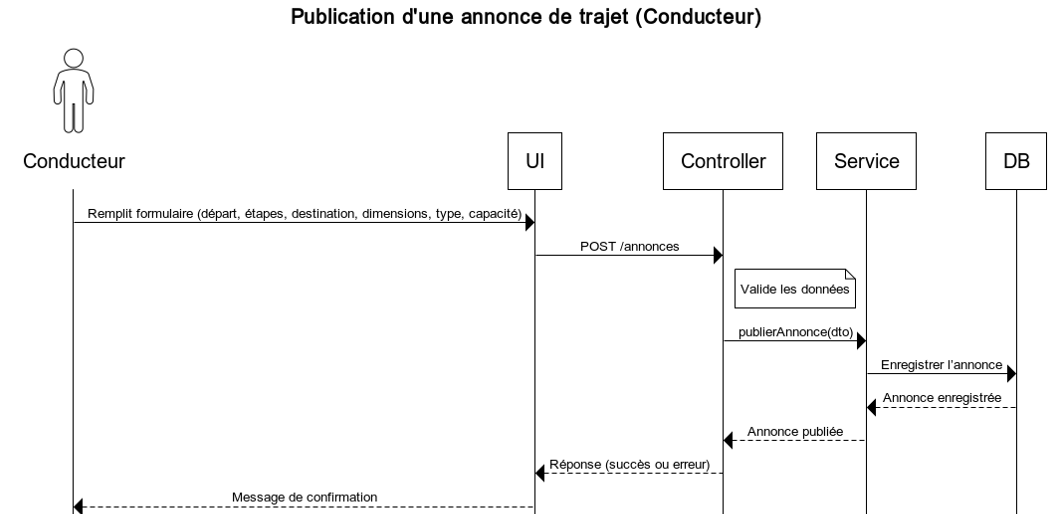 Publication d'une annonce de trajet (Conducteur)
Conducteur
UI
Controller
Service
DB
Remplit formulaire (départ, étapes, destination, dimensions, type, capacité)
POST /annonces
Valide les données
publierAnnonce(dto)
Enregistrer l'annonce
Annonce enregistrée
Annonce publiée
Réponse (succès ou erreur)
Message de confirmation